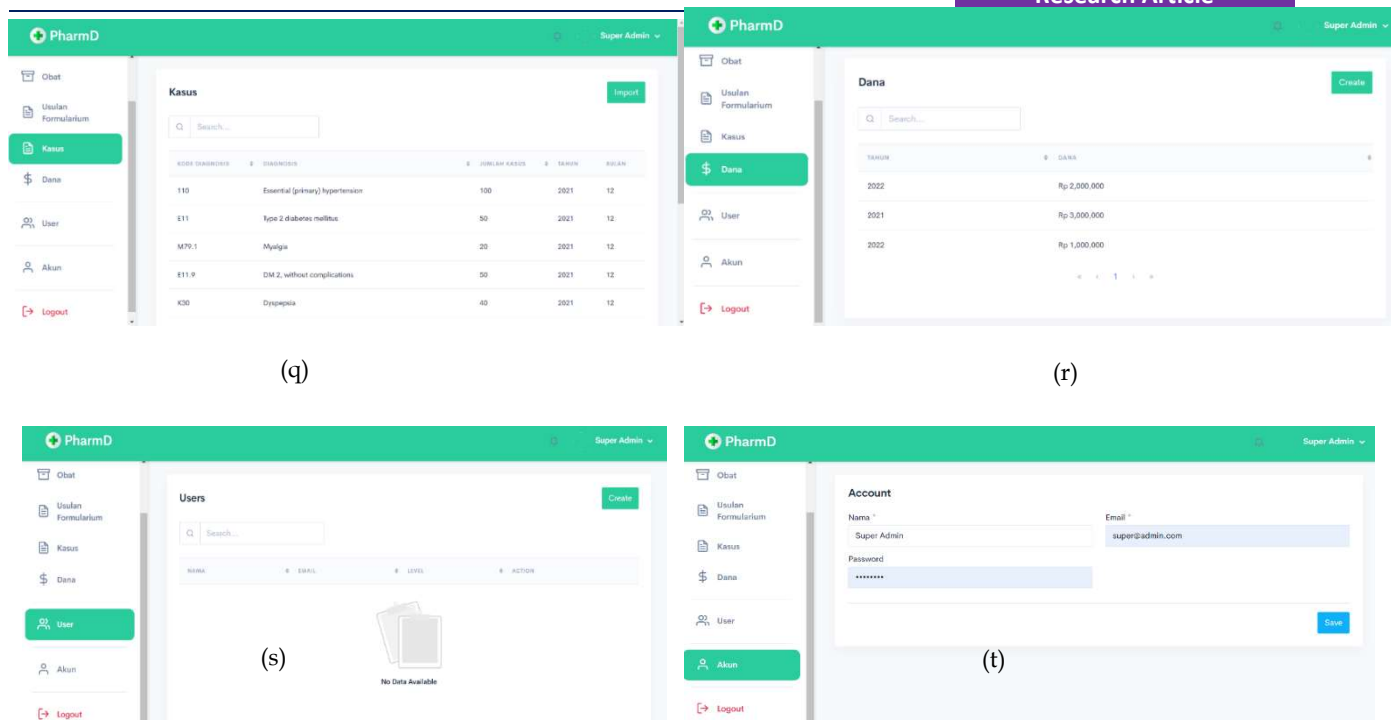 Research Article
PharmD
Super Admin
Obat
Usulan
Formularium
Kasus
Dana
User
Akun
Logout
Kasus
Import
Search...
KODE DIAGNOSIS DIAGNOSIS JUMLAH KASUS TAHUN BULAN
110 Essential (primary) hypertension 100 2021 12
E11 Type 2 diabetes mellitus 50 2021 12
M79.1 Myalgia 20 2021 12
E11.9 DM 2, without complications 50 2021 12
K30 Dyspepsia 40 2021 12
(q)
PharmD
Super Admin
Obat
Usulan
Formularium
Kasus
Dana
User
Akun
Logout
Dana
Create
Search...
TAHUN DANA
2022 Rp 2,000,000
2021 Rp 3,000,000
2022 Rp 1,000,000
« ‹ 1 › »
(r)
PharmD
Super Admin
Obat
Usulan
Formularium
Kasus
Dana
User
Akun
Logout
Users
Create
Search...
NAMA EMAIL LEVEL ACTION
No Data Available
(s)
PharmD
Super Admin
Obat
Usulan
Formularium
Kasus
Dana
User
Akun
Logout
Account
Nama * Email *
Super Admin super@admin.com
Password
••••••••
Save
(t)